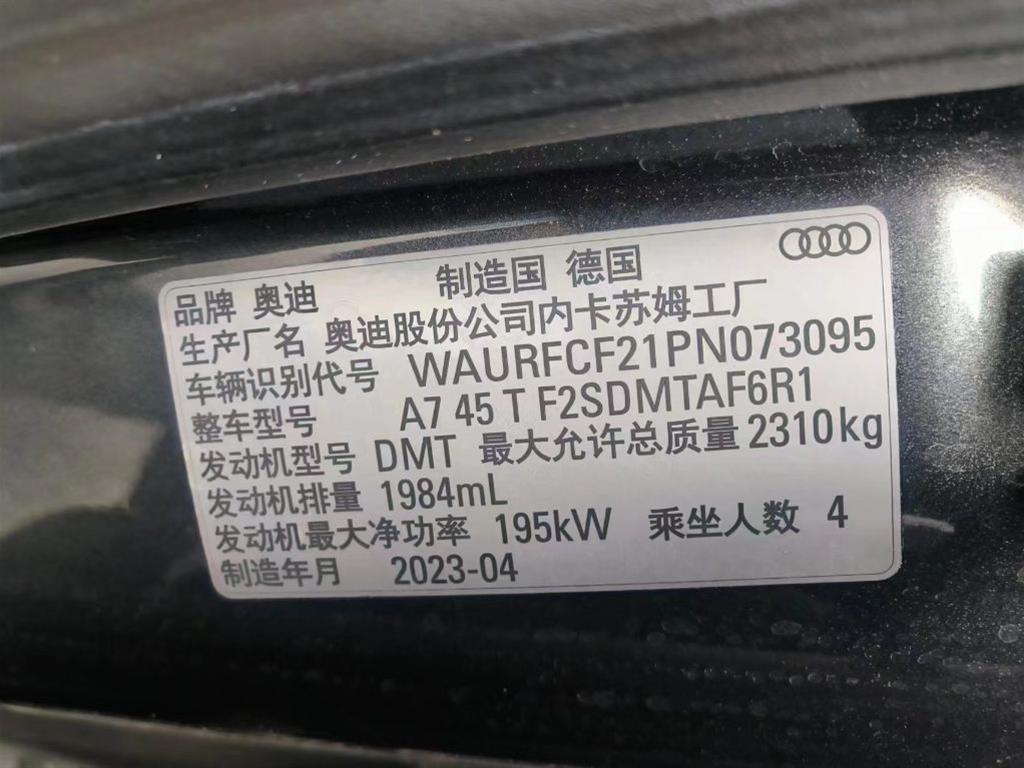 品牌 奥迪 制造国 德国
生产厂名 奥迪股份公司内卡苏姆工厂
车辆识别代号 WAURFCF21PN073095
整车型号 A7 45 T F2SDMTAF6R1
发动机型号 DMT 最大允许总质量 2310kg
发动机排量 1984mL
发动机最大净功率 195kW 乘坐人数 4
制造年月 2023-04